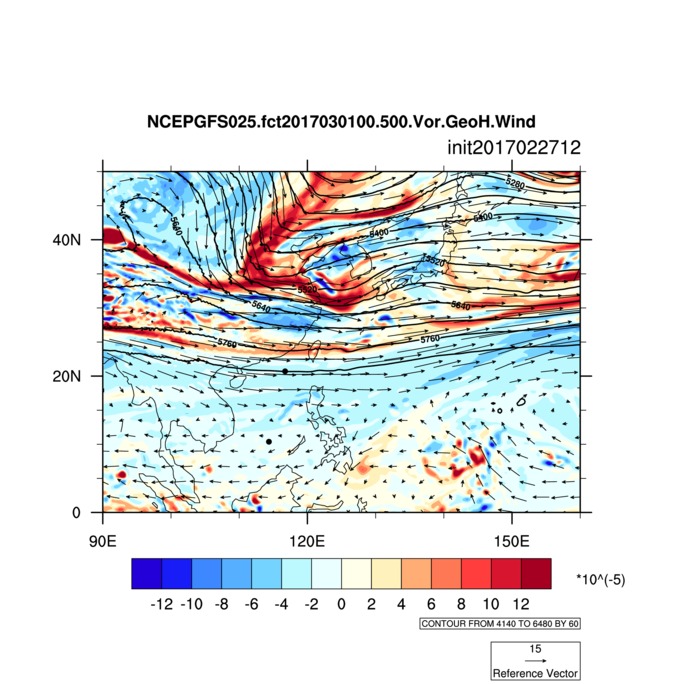 NCEPGFS025.fct2017030100.500.Vor.GeoH.Wind
init2017022712
5280
5400
5640
40N
5400
5520
5520
5640
5640
5760
5760
20N
0
90E 120E 150E
-12 -10 -8 -6 -4 -2 0 2 4 6 8 10 12
*10^(-5)
CONTOUR FROM 4140 TO 6480 BY 60
15
Reference Vector